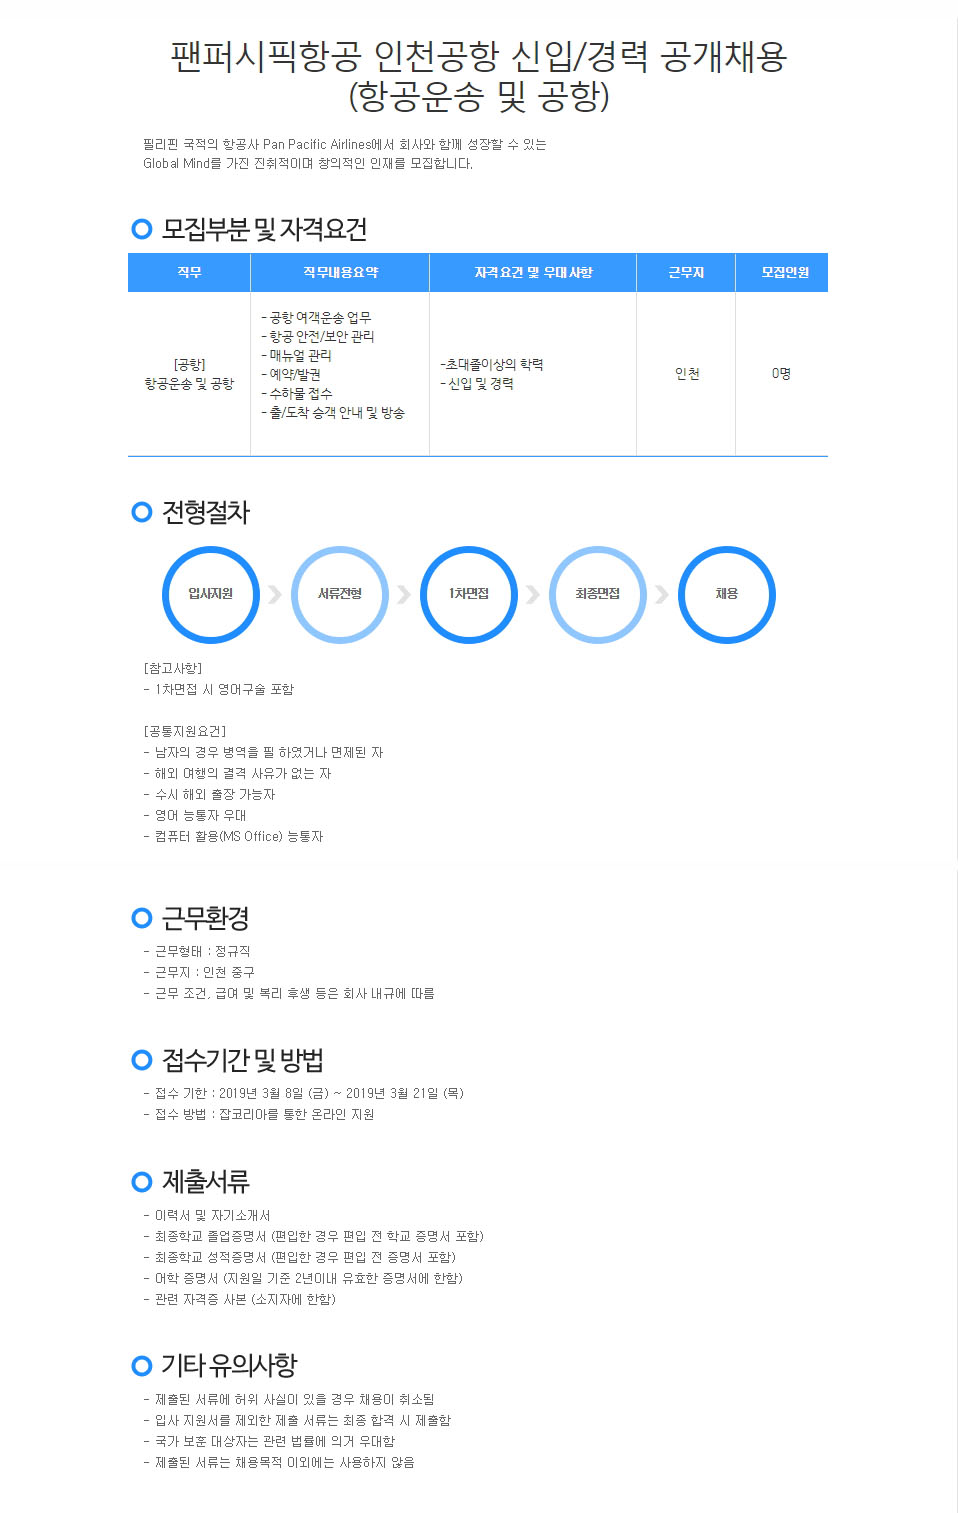 팬퍼시픽항공 인천공항 신입/경력 공개채용
(항공운송 및 공항)
필리핀 국적의 항공사 Pan Pacific Airlines에서 회사와 함께 성장할 수 있는
Global Mind를 가진 진취적이며 창의적인 인재를 모집합니다.
모집부분 및 자격요건
직무 직무내용요약 자격요건 및 우대사항 근무지 모집인원
[공항]
항공운송 및 공항
- 공항 여객운송 업무
- 항공 안전/보안 관리
- 매뉴얼 관리
- 예약/발권
- 수하물 접수
- 출/도착 승객 안내 및 방송
-초대졸이상의 학력
- 신입 및 경력
인천
0명
전형절차
입사지원 서류전형 1차면접 최종면접 채용
[참고사항]
- 1차면접 시 영어구술 포함
[공통지원요건]
- 남자의 경우 병역을 필 하였거나 면제된 자
- 해외 여행의 결격 사유가 없는 자
- 수시 해외 출장 가능자
- 영어 능통자 우대
- 컴퓨터 활용(MS Office) 능통자
근무환경
- 근무형태 : 정규직
- 근무지 : 인천 중구
- 근무 조건, 급여 및 복리 후생 등은 회사 내규에 따름
접수기간 및 방법
- 접수 기한 : 2019년 3월 8일 (금) ~ 2019년 3월 21일 (목)
- 접수 방법 : 잡코리아를 통한 온라인 지원
제출서류
- 이력서 및 자기소개서
- 최종학교 졸업증명서 (편입한 경우 편입 전 학교 증명서 포함)
- 최종학교 성적증명서 (편입한 경우 편입 전 증명서 포함)
- 어학 증명서 (지원일 기준 2년이내 유효한 증명서에 한함)
- 관련 자격증 사본 (소지자에 한함)
기타 유의사항
- 제출된 서류에 허위 사실이 있을 경우 채용이 취소됨
- 입사 지원서를 제외한 제출 서류는 최종 합격 시 제출함
- 국가 보훈 대상자는 관련 법률에 의거 우대함
- 제출된 서류는 채용목적 이외에는 사용하지 않음